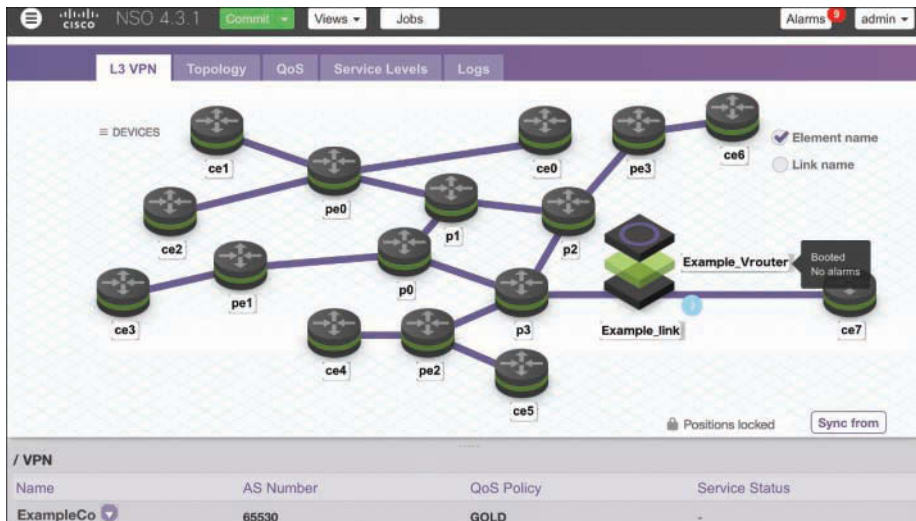 cisco NSO 4.3.1 Commit Views Jobs Alarms 9 admin
L3 VPN Topology QoS Service Levels Logs
DEVICES
Element name
Link name
ce1
ce0
pe3
ce6
pe0
ce2
p1
p2
Example_Vrouter
Booted
No alarms
pe1
p0
ce3
p3
Example_link
ce7
ce4
pe2
ce5
Positions locked
Sync from
/ VPN
Name AS Number QoS Policy Service Status
ExampleCo 65530 GOLD -